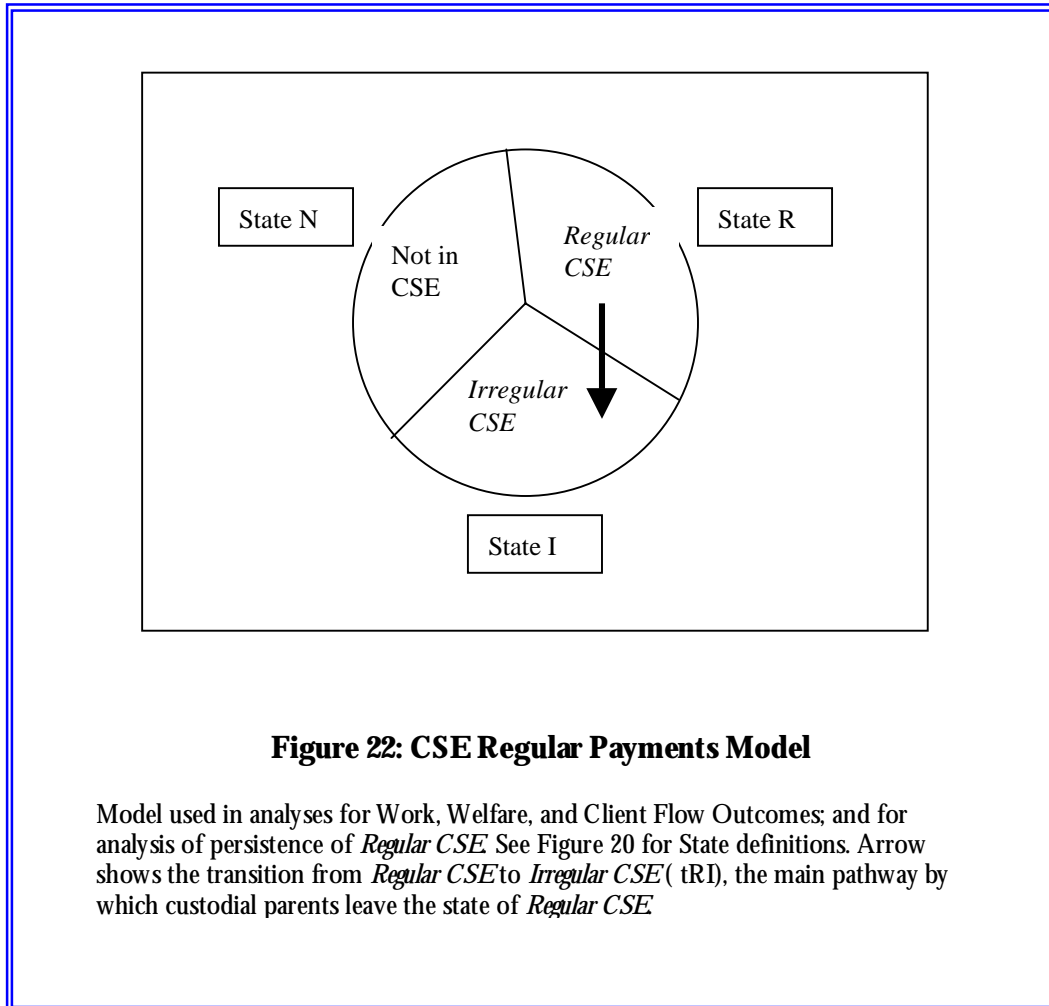 State N
State R
Not in
CSE
Regular
CSE
Irregular
CSE
State I
Figure 22: CSE Regular Payments Model
Model used in analyses for Work, Welfare, and Client Flow Outcomes; and for
analysis of persistence of Regular CSE. See Figure 20 for State definitions. Arrow
shows the transition from Regular CSE to Irregular CSE ( tRI), the main pathway by
which custodial parents leave the state of Regular CSE.